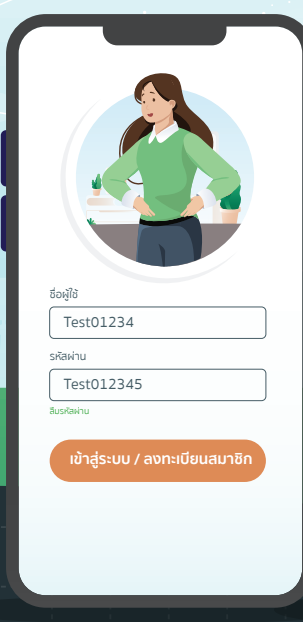 ชื่อผู้ใช้
Test01234
รหัสผ่าน
Test012345
ลืมรหัสผ่าน
เข้าสู่ระบบ / ลงทะเบียนสมาชิก